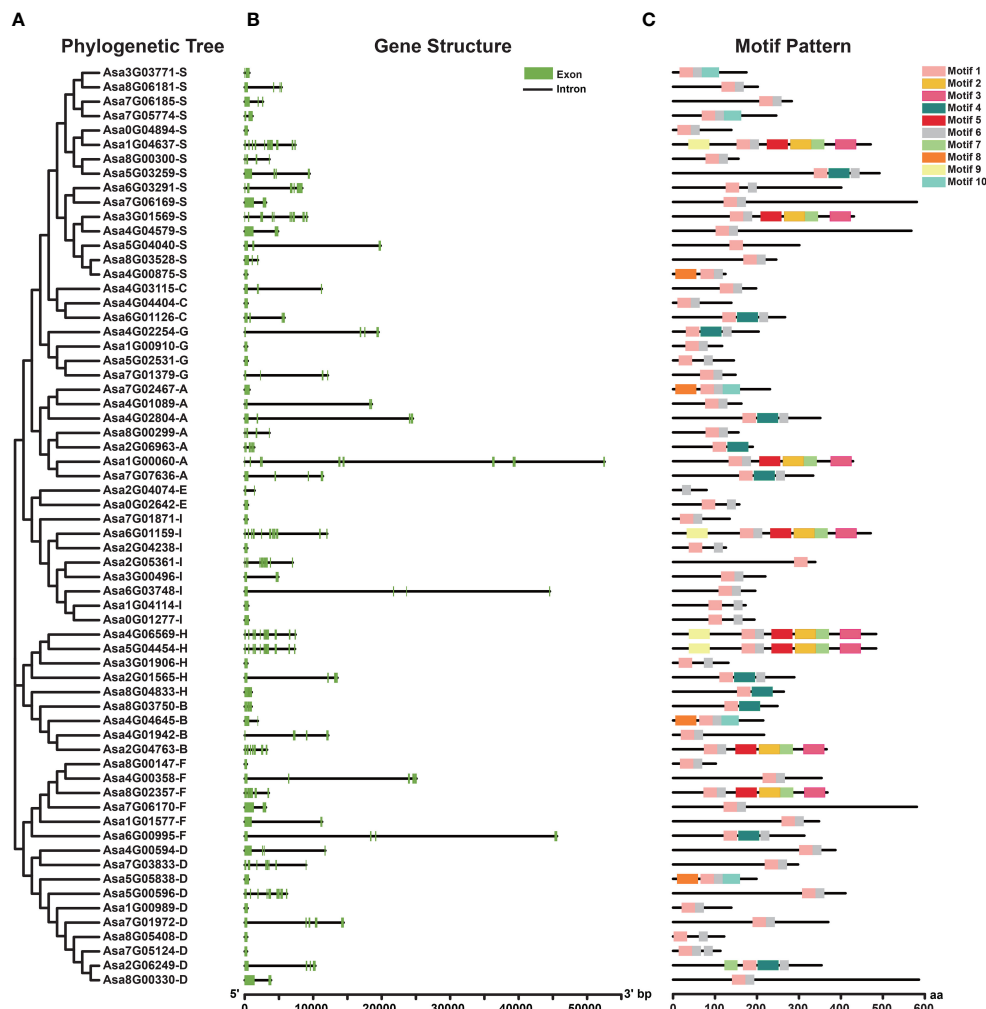 A
B
C
Phylogenetic Tree
Gene Structure
Motif Pattern
Asa3G03771-S
Asa8G06181-S
Asa7G06185-S
Asa7G05774-S
Asa0G04894-S
Asa1G04637-S
Asa8G00300-S
Asa5G03259-S
Asa6G03291-S
Asa7G06169-S
Asa3G01569-S
Asa4G04579-S
Asa5G04040-S
Asa8G03528-S
Asa4G00875-S
Asa4G03115-C
Asa4G04404-C
Asa6G01126-C
Asa4G02254-G
Asa1G00910-G
Asa5G02531-G
Asa7G01379-G
Asa7G02467-A
Asa4G01089-A
Asa4G02804-A
Asa8G00299-A
Asa2G06963-A
Asa1G00060-A
Asa7G07636-A
Asa2G04074-E
Asa0G02642-E
Asa7G01871-I
Asa6G01159-I
Asa2G04238-I
Asa2G05361-I
Asa3G00496-I
Asa6G03748-I
Asa1G04114-I
Asa0G01277-I
Asa4G06569-H
Asa5G04454-H
Asa3G01906-H
Asa2G01565-H
Asa8G04833-H
Asa8G03750-B
Asa4G04645-B
Asa4G01942-B
Asa2G04763-B
Asa8G00147-F
Asa4G00358-F
Asa8G02357-F
Asa7G06170-F
Asa1G01577-F
Asa6G00995-F
Asa4G00594-D
Asa7G03833-D
Asa5G05838-D
Asa5G00596-D
Asa1G00989-D
Asa7G01972-D
Asa8G05408-D
Asa7G05124-D
Asa2G06249-D
Asa8G00330-D
Exon
Intron
Motif 1
Motif 2
Motif 3
Motif 4
Motif 5
Motif 6
Motif 7
Motif 8
Motif 9
Motif 10
5'
3' bp
0 10000 20000 30000 40000 50000
aa
0 100 200 300 400 500 600